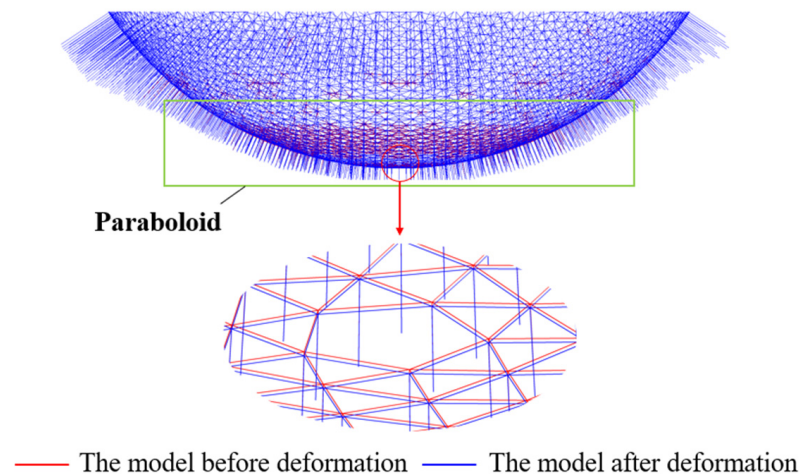 Paraboloid
The model before deformation
The model after deformation